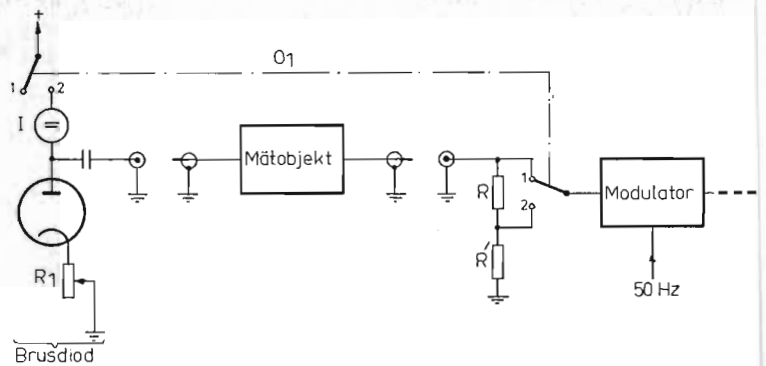 +
O1
1
2
I
=
Mätobjekt
1
2
R
R´
Modulator
50 Hz
R1
Brusdiod